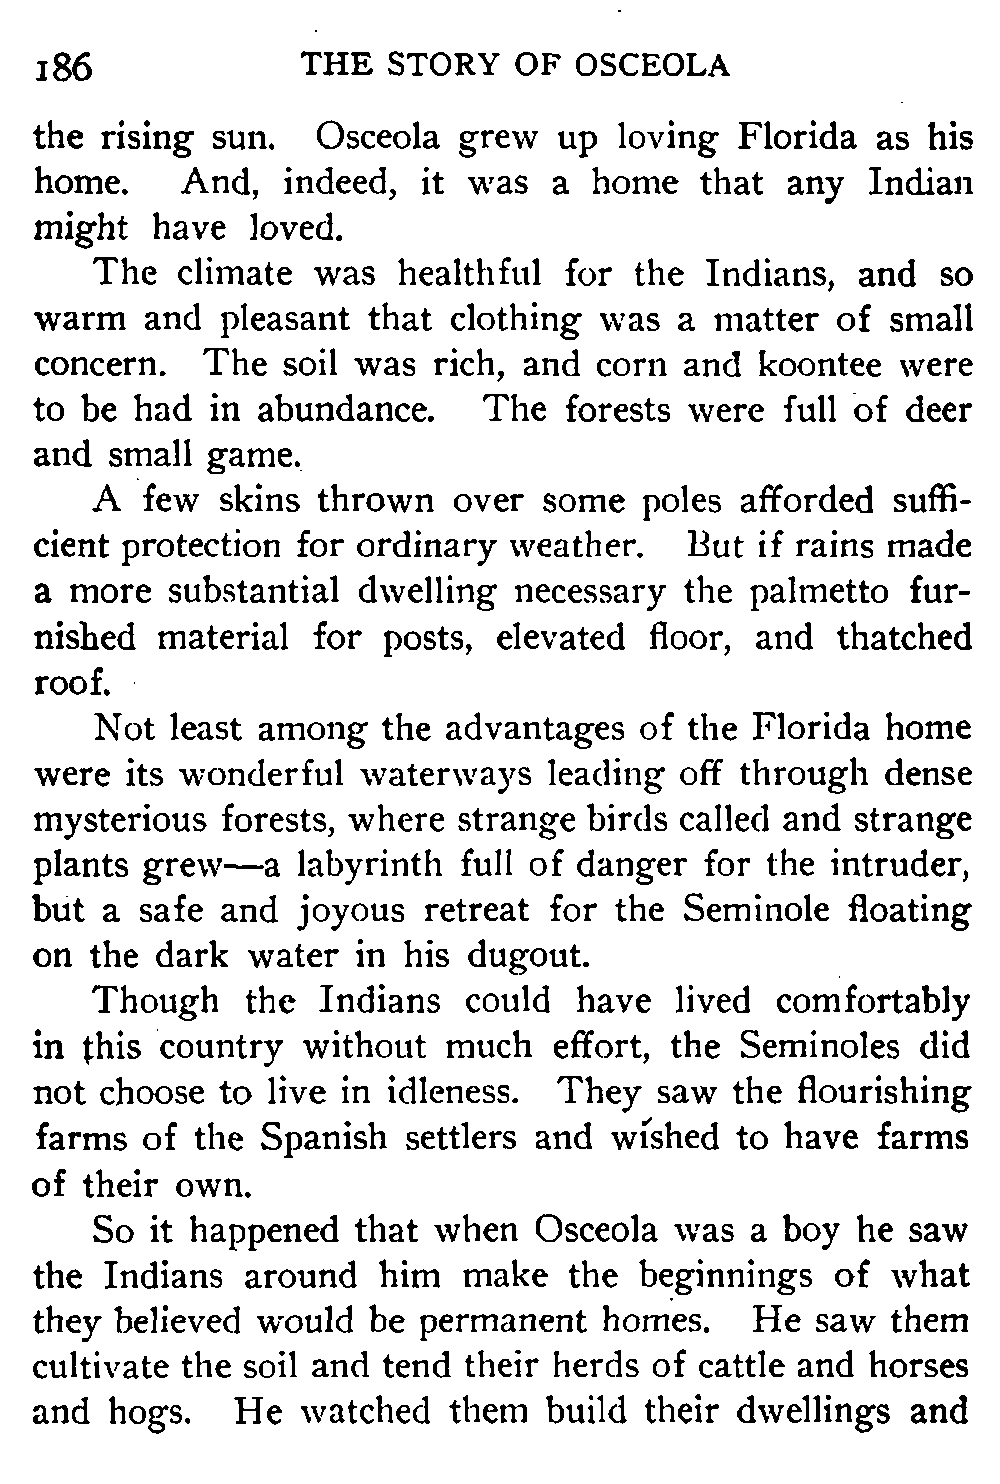 186 THE STORY OF OSCEOLA
the rising sun. Osceola grew up loving Florida as his
home. And, indeed, it was a home that any Indian
might have loved.
The climate was healthful for the Indians, and so
warm and pleasant that clothing was a matter of small
concern. The soil was rich, and corn and koontee were
to be had in abundance. The forests were full of deer
and small game.
A few skins thrown over some poles afforded suffi-
cient protection for ordinary weather. But if rains made
a more substantial dwelling necessary the palmetto fur-
nished material for posts, elevated floor, and thatched
roof.
Not least among the advantages of the Florida home
were its wonderful waterways leading off through dense
mysterious forests, where strange birds called and strange
plants grew—a labyrinth full of danger for the intruder,
but a safe and joyous retreat for the Seminole floating
on the dark water in his dugout.
Though the Indians could have lived comfortably
in this country without much effort, the Seminoles did
not choose to live in idleness. They saw the flourishing
farms of the Spanish settlers and wished to have farms
of their own.
So it happened that when Osceola was a boy he saw
the Indians around him make the beginnings of what
they believed would be permanent homes. He saw them
cultivate the soil and tend their herds of cattle and horses
and hogs. He watched them build their dwellings and